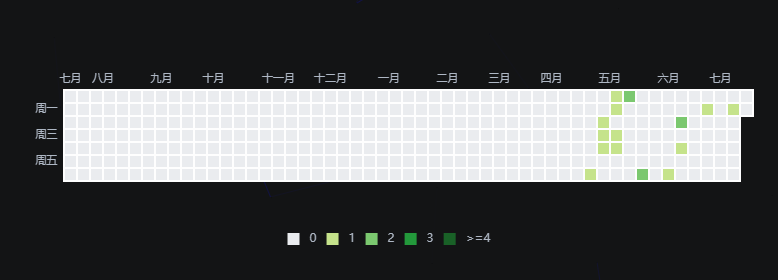 七月 八月 九月 十月 十一月 十二月 一月 二月 三月 四月 五月 六月 七月
周一
周三
周五
0 1 2 3 >=4